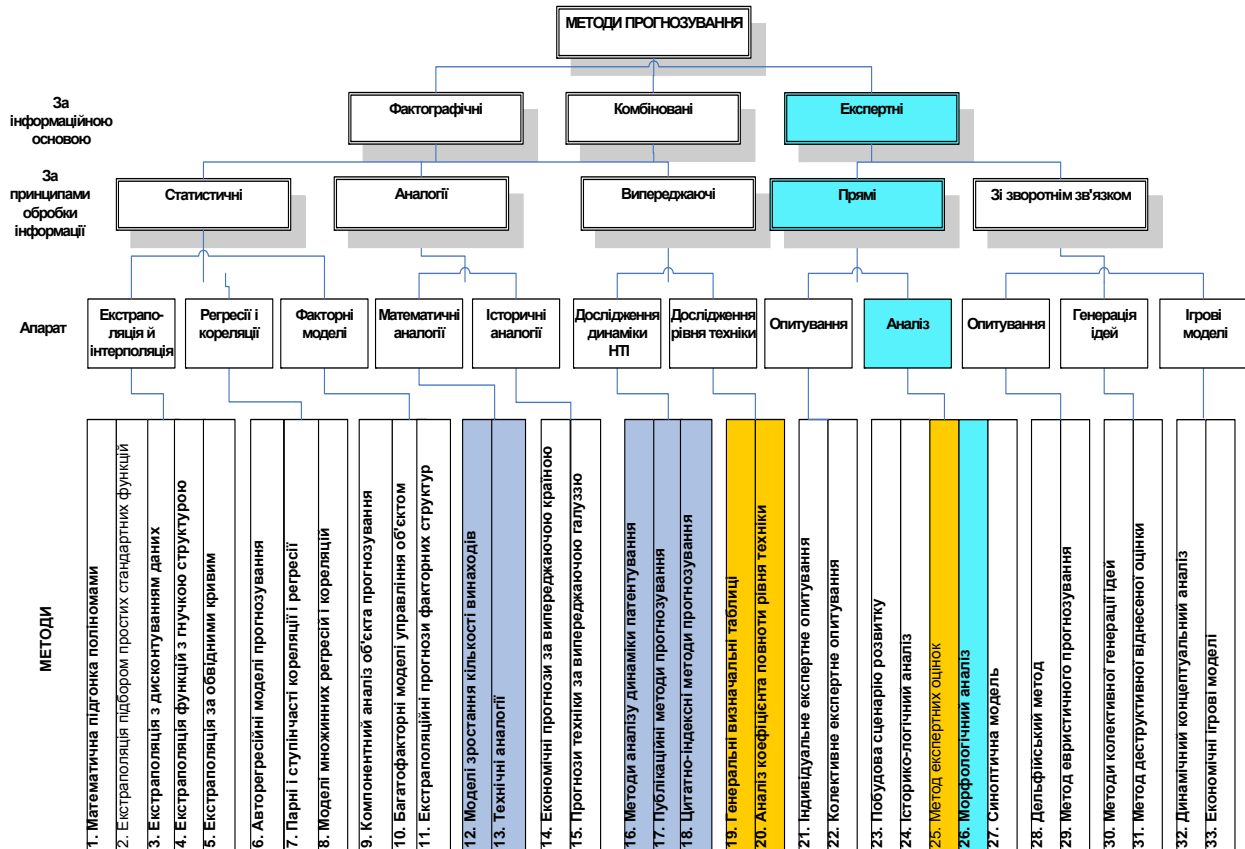 МЕТОДИ ПРОГНОЗУВАННЯ
За
інформаційною
основою
Фактографічні
Комбіновані
Експертні
За
принципами
обробки
інформації
Статистичні
Аналогії
Випереджаючі
Прямі
Зі зворотнім зв'язком
Апарат
Екстрапо-
ляція й
інтерполяція
Регресії і
кореляції
Факторні
моделі
Математичні
аналогії
Історичні
аналогії
Дослідження
динаміки
НТІ
Дослідження
рівня техніки
Опитування
Аналіз
Опитування
Генерація
ідей
Ігрові
моделі
МЕТОДИ
1. Математична підгонка поліномами
2. Екстраполяція підбором простих стандартних функцій
3. Екстраполяція з дисконтуванням даних
4. Екстраполяція функцій з гнучкою структурою
5. Екстраполяція за обвідними кривим
6. Авторегресійні моделі прогнозування
7. Парні і ступінчасті кореляції і регресії
8. Моделі множинних регресій і кореляцій
9. Компонентний аналіз об'єкта прогнозування
10. Багатофакторні моделі управління об'єктом
11. Екстраполяційні прогнози факторних структур
12. Моделі зростання кількості винаходів
13. Технічні аналогії
14. Економічні прогнози за випереджаючою країною
15. Прогнози техніки за випереджаючою галуззю
16. Методи аналізу динаміки патентування
17. Публікаційні методи прогнозування
18. Цитатно-індексні методи прогнозування
19. Генеральні визначальні таблиці
20. Аналіз коефіцієнта повноти рівня техніки
21. Індивідуальне експертне опитування
22. Колективне експертне опитування
23. Побудова сценарію розвитку
24. Історико-логічний аналіз
25. Метод експертних оцінок
26. Морфологічний аналіз
27. Синоптична модель
28. Дельфійський метод
29. Метод евристичного прогнозування
30. Методи колективної генерації ідей
31. Метод деструктивної віднесеної оцінки
32. Динамічний концептуальний аналіз
33. Економічні ігрові моделі